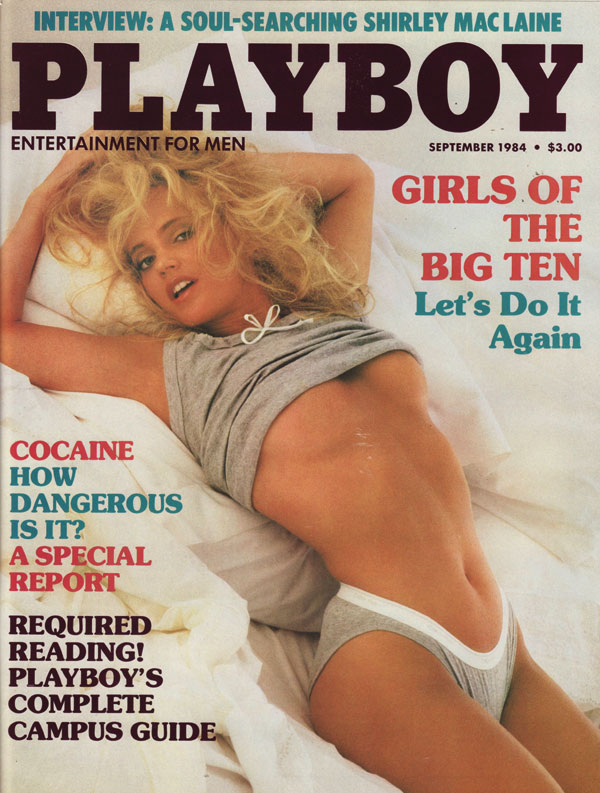 INTERVIEW: A SOUL-SEARCHING SHIRLEY MAC LAINE
PLAYBOY
ENTERTAINMENT FOR MEN
SEPTEMBER 1984 • $3.00
GIRLS OF
THE
BIG TEN
Let's Do It
Again
COCAINE
HOW
DANGEROUS
IS IT?
A SPECIAL
REPORT
REQUIRED
READING!
PLAYBOY'S
COMPLETE
CAMPUS GUIDE